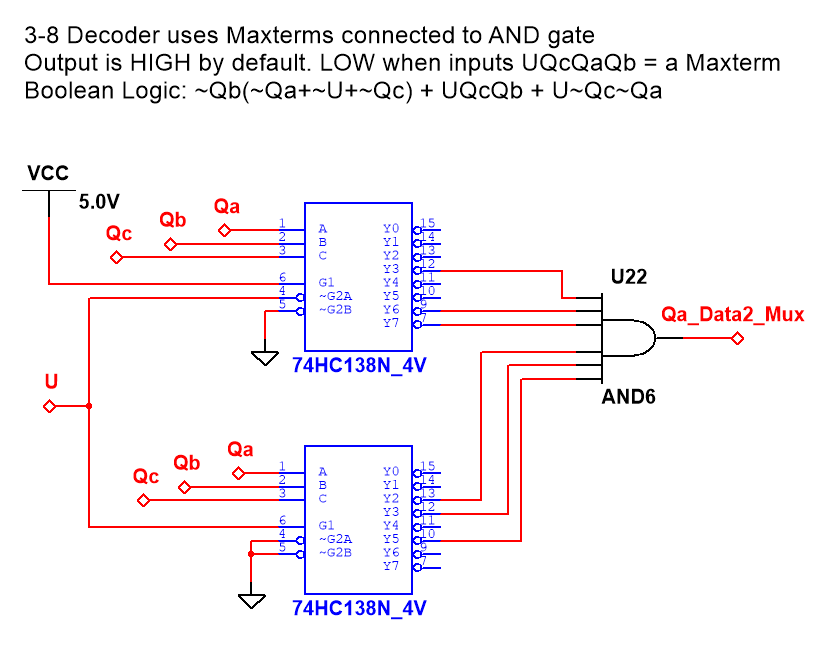 3-8 Decoder uses Maxterms connected to AND gate
Output is HIGH by default. LOW when inputs UQcQaQb = a Maxterm
Boolean Logic: ~Qb(~Qa+~U+~Qc) + UQcQb + U~Qc~Qa
VCC
5.0V
Qa
Qb
Qc
1 A Y0 15
2 B Y1 14
3 C Y2 13
Y3 12
6 G1 Y4 11
4 ~G2A Y5 10
5 ~G2B Y6 9
Y7 7
74HC138N_4V
U22
Qa_Data2_Mux
AND6
U
Qa
Qb
Qc
1 A Y0 15
2 B Y1 14
3 C Y2 13
Y3 12
6 G1 Y4 11
4 ~G2A Y5 10
5 ~G2B Y6 9
Y7 7
74HC138N_4V